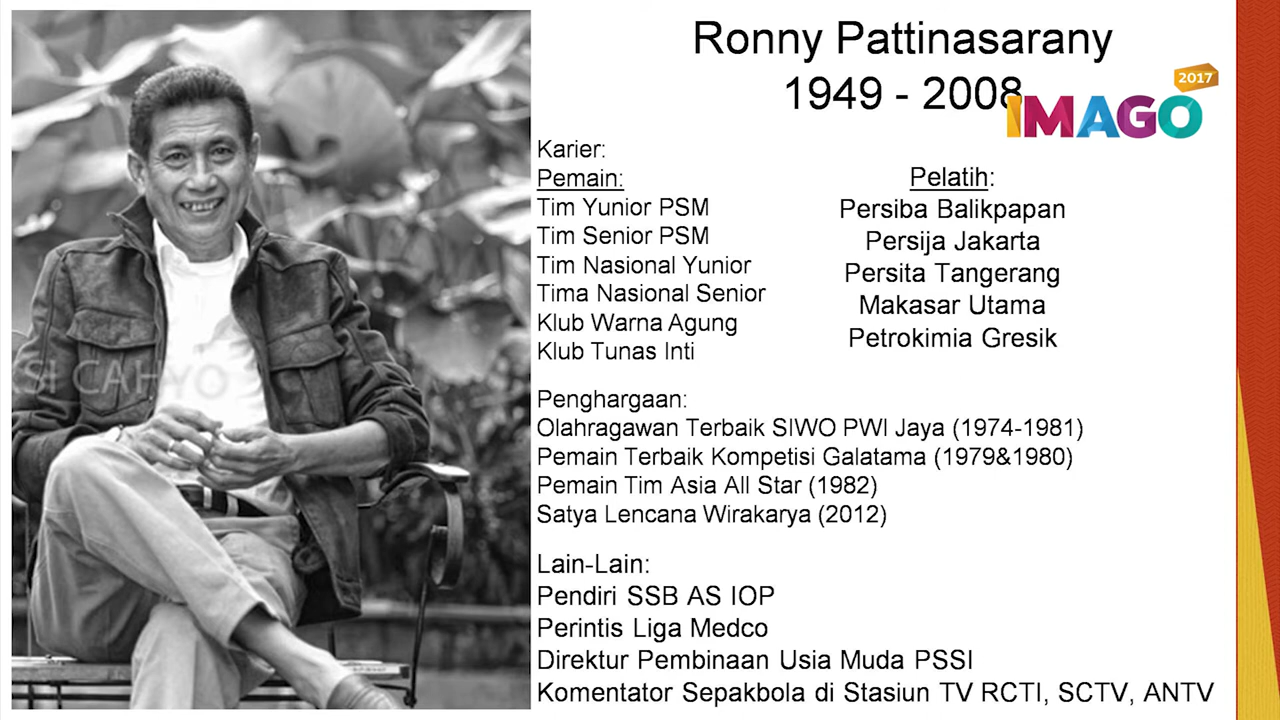 Ronny Pattinasarany
1949 - 2008
2017
IMAGO
Karier:
Pemain:
Tim Yunior PSM
Tim Senior PSM
Tim Nasional Yunior
Tima Nasional Senior
Klub Warna Agung
Klub Tunas Inti
Pelatih:
Persiba Balikpapan
Persija Jakarta
Persita Tangerang
Makasar Utama
Petrokimia Gresik
Penghargaan:
Olahragawan Terbaik SIWO PWI Jaya (1974-1981)
Pemain Terbaik Kompetisi Galatama (1979&1980)
Pemain Tim Asia All Star (1982)
Satya Lencana Wirakarya (2012)
Lain-Lain:
Pendiri SSB AS IOP
Perintis Liga Medco
Direktur Pembinaan Usia Muda PSSI
Komentator Sepakbola di Stasiun TV RCTI, SCTV, ANTV
CAHYO